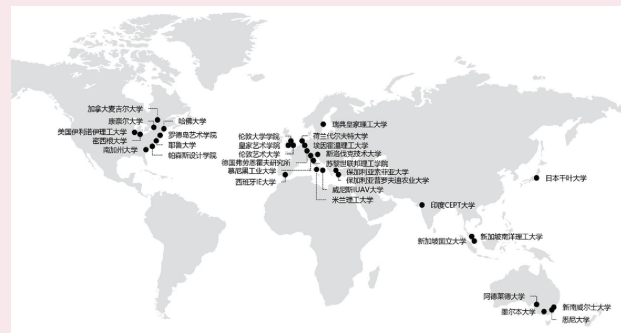 加拿大麦吉尔大学
康奈尔大学
哈佛大学
美国伊利诺伊理工大学
罗德岛艺术学院
密西根大学
耶鲁大学
南加州大学
帕森斯设计学院
瑞典皇家理工大学
伦敦大学学院
荷兰代尔夫特大学
皇家艺术学院
埃因霍温理工大学
伦敦艺术大学
斯洛伐克技术大学
德国弗劳恩霍夫研究所
苏黎世联邦理工学院
慕尼黑工业大学
保加利亚索非亚大学
西班牙IE大学
保加利亚普罗夫迪夫农业大学
威尼斯IUAV大学
米兰理工大学
日本千叶大学
印度CEPT大学
新加坡南洋理工大学
新加坡国立大学
阿德莱德大学
新南威尔士大学
墨尔本大学
悉尼大学